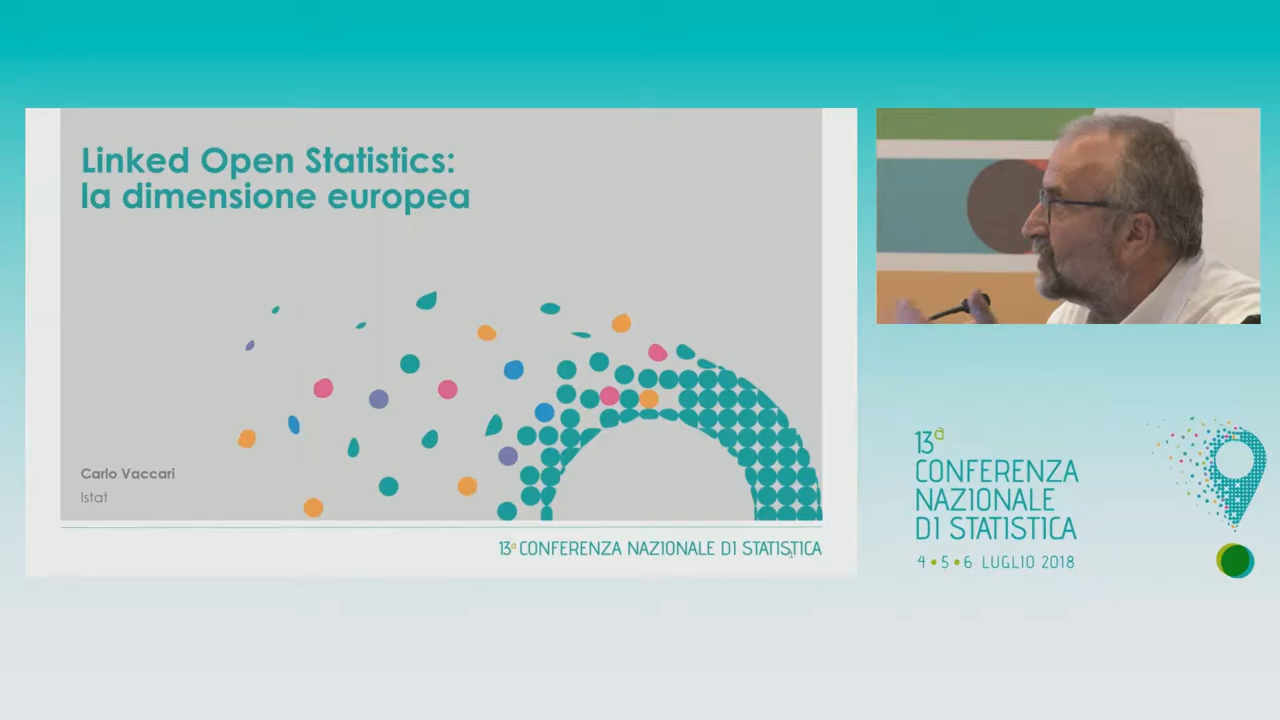 Linked Open Statistics:
la dimensione europea
Carlo Vaccari
Istat
13ª CONFERENZA NAZIONALE DI STATISTICA
13ª
CONFERENZA
NAZIONALE
DI STATISTICA
4 • 5 • 6 LUGLIO 2018